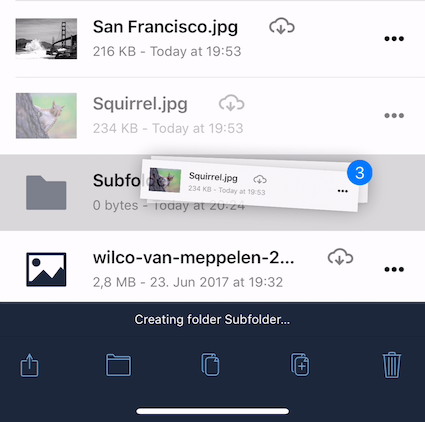 San Francisco.jpg
216 KB - Today at 19:53
Squirrel.jpg
234 KB - Today at 19:53
Subfolde
0 bytes - Today at 20:24
3
Squirrel.jpg
234 KB - Today at 19:53
wilco-van-meppelen-2...
2,8 MB - 23. Jun 2017 at 19:32
Creating folder Subfolder...